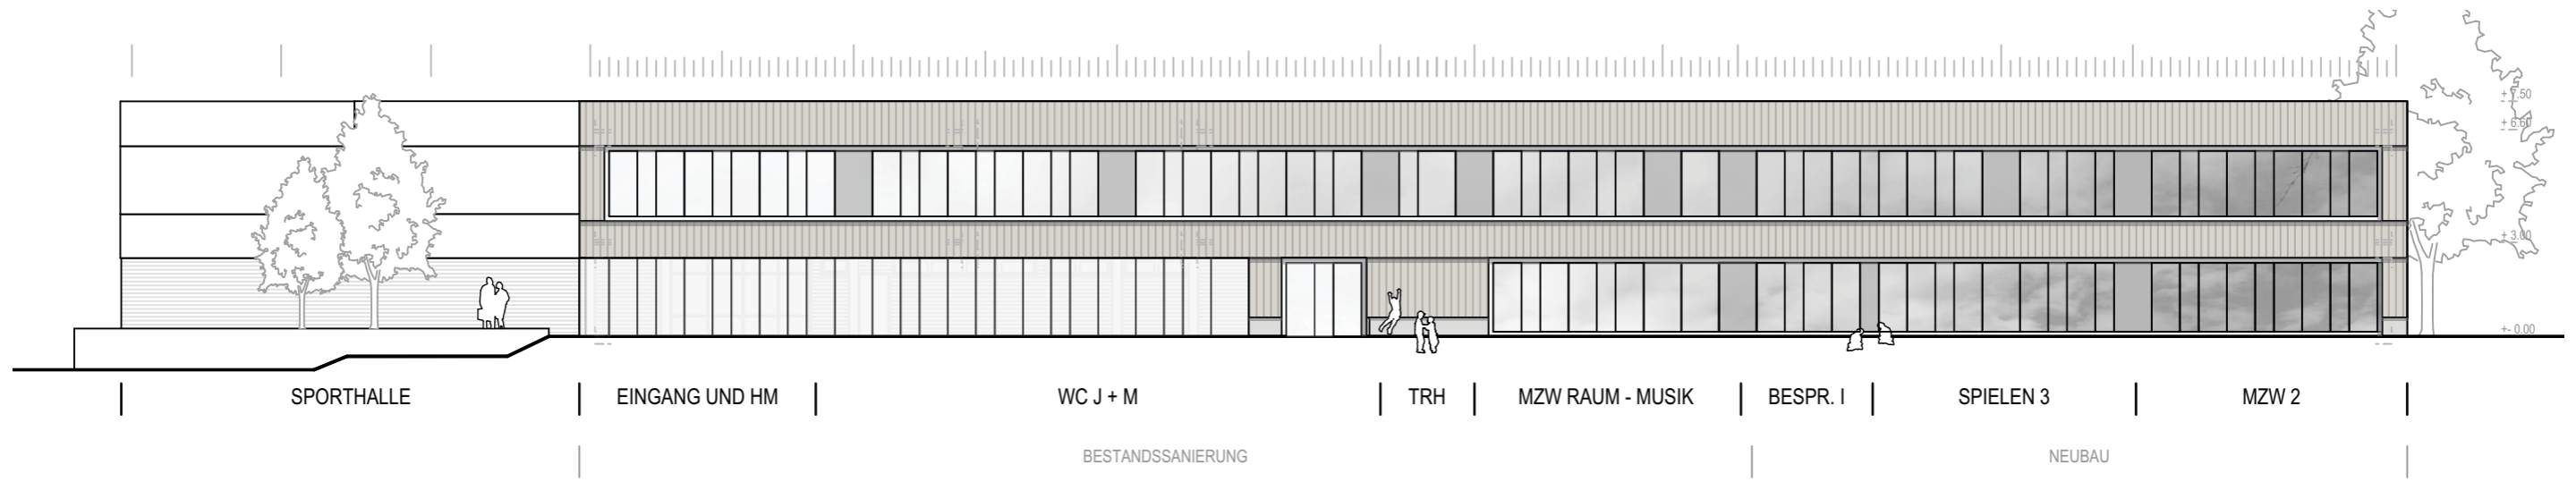 + 7.50
+ 6.60
+ 3.00
+- 0.00
SPORTHALLE
EINGANG UND HM
WC J + M
TRH
MZW RAUM - MUSIK
BESPR. I
SPIELEN 3
MZW 2
BESTANDSSANIERUNG
NEUBAU